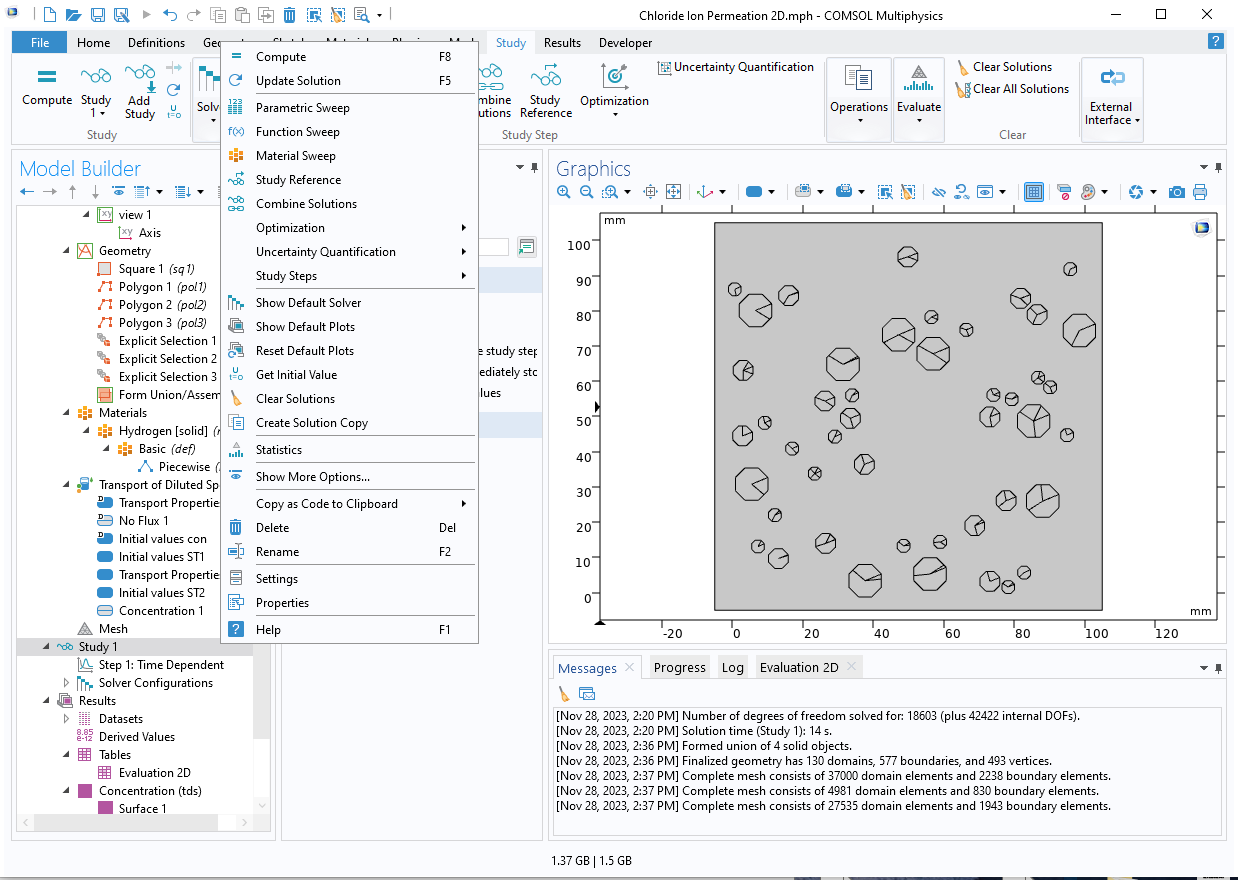 Chloride Ion Permeation 2D.mph - COMSOL Multiphysics
File
Home
Definitions
Study
Results
Developer
?
Compute
Study
1
Add
Study
U=0
Study
Compute F8
Update Solution F5
Parametric Sweep
Function Sweep
Material Sweep
Study Reference
Combine Solutions
Optimization
Uncertainty Quantification
Study Steps
Show Default Solver
Show Default Plots
Reset Default Plots
Get Initial Value
Clear Solutions
Create Solution Copy
Statistics
Show More Options...
Copy as Code to Clipboard
Delete Del
Rename F2
Settings
Properties
Help F1
Study
Reference
Optimization
Study Step
Uncertainty Quantification
Operations
Evaluate
Clear Solutions
Clear All Solutions
Clear
External
Interface
Model Builder
view 1
Axis
Geometry
Square 1 (sq1)
Polygon 1 (pol1)
Polygon 2 (pol2)
Polygon 3 (pol3)
Explicit Selection 1
Explicit Selection 2
Explicit Selection 3
Form Union/Assem
Materials
Hydrogen [solid]
Basic (def)
Piecewise
Transport of Diluted Sp
Transport Propertie
No Flux 1
Initial values con
Initial values ST1
Transport Propertie
Initial values ST2
Concentration 1
Mesh
Study 1
Step 1: Time Dependent
Solver Configurations
Results
Datasets
8.85
e-12
Derived Values
Tables
Evaluation 2D
Concentration (tds)
Surface 1
e study step
ediately sto
lues
Graphics
mm
100
90
80
70
60
50
40
30
20
10
0
mm
-20 0 20 40 60 80 100 120
Messages
Progress
Log
Evaluation 2D
[Nov 28, 2023, 2:20 PM] Number of degrees of freedom solved for: 18603 (plus 42422 internal DOFs).
[Nov 28, 2023, 2:20 PM] Solution time (Study 1): 14 s.
[Nov 28, 2023, 2:36 PM] Formed union of 4 solid objects.
[Nov 28, 2023, 2:36 PM] Finalized geometry has 130 domains, 577 boundaries, and 493 vertices.
[Nov 28, 2023, 2:37 PM] Complete mesh consists of 37000 domain elements and 2238 boundary elements.
[Nov 28, 2023, 2:37 PM] Complete mesh consists of 4981 domain elements and 830 boundary elements.
[Nov 28, 2023, 2:37 PM] Complete mesh consists of 27535 domain elements and 1943 boundary elements.
1.37 GB | 1.5 GB